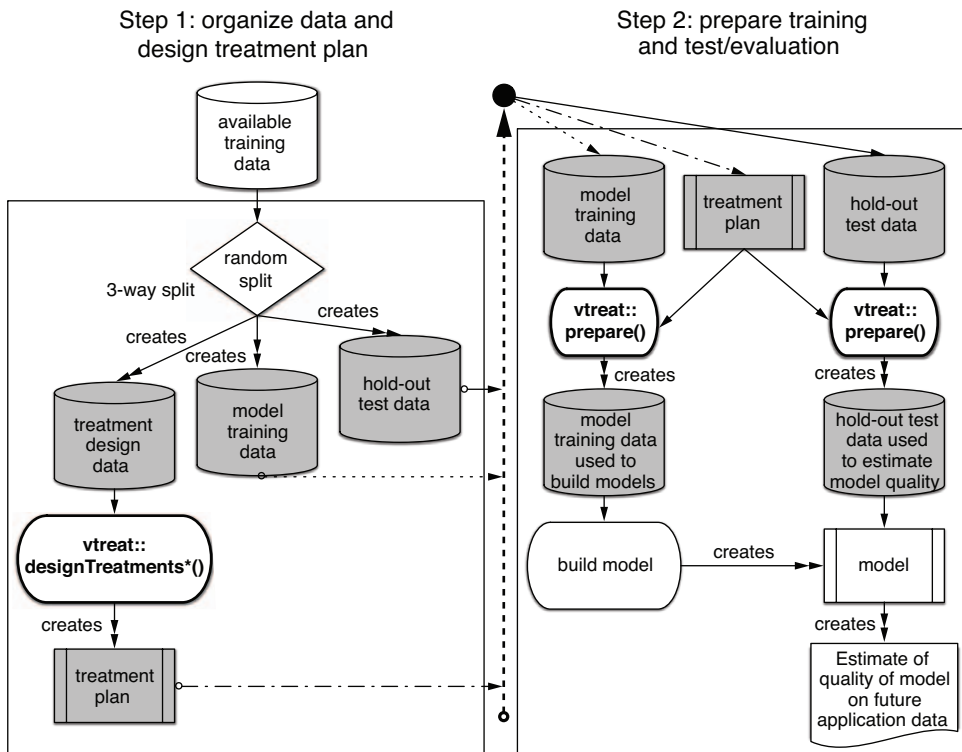 Step 1: organize data and
design treatment plan
available
training
data
random
split
3-way split
creates
creates
creates
treatment
design
data
model
training
data
hold-out
test data
vtreat::
designTreatments*()
creates
treatment
plan
Step 2: prepare training
and test/evaluation
model
training
data
treatment
plan
hold-out
test data
vtreat::
prepare()
vtreat::
prepare()
creates
creates
model
training data
used to
build models
hold-out test
data used
to estimate
model quality
build model
creates
model
creates
Estimate of
quality of model
on future
application data